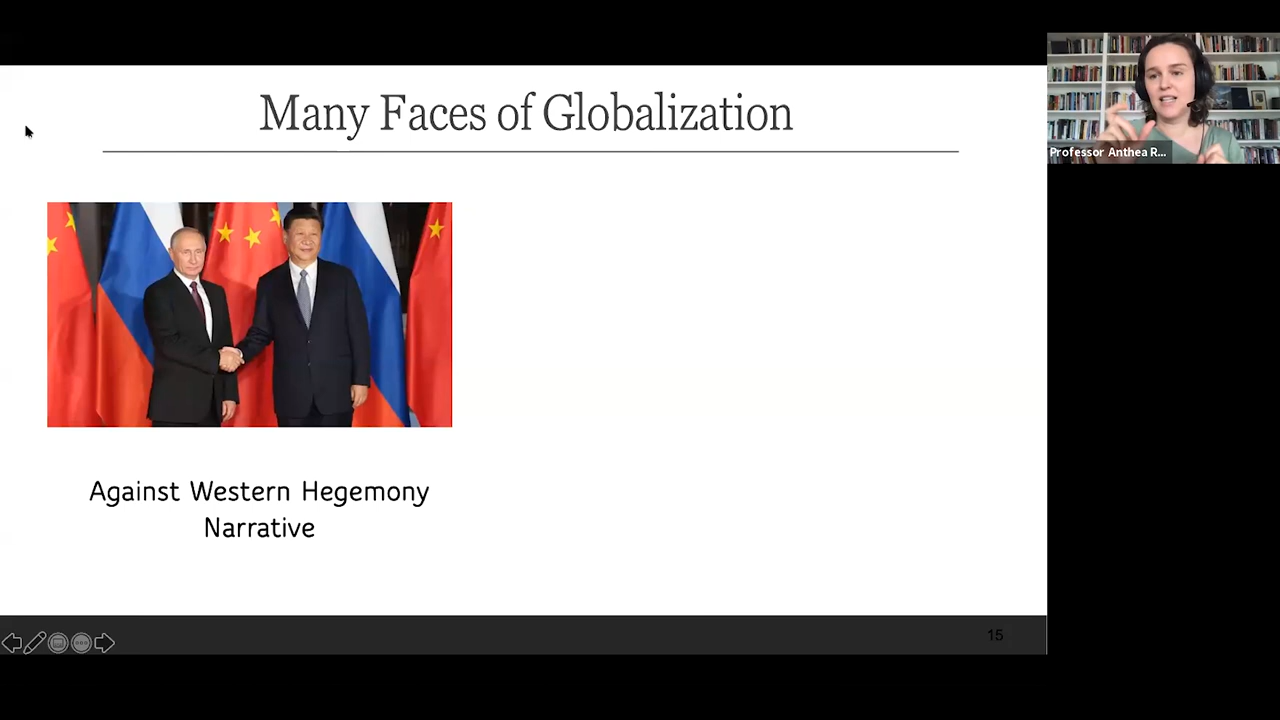 Many Faces of Globalization
Professor Anthea R...
Against Western Hegemony
Narrative
15